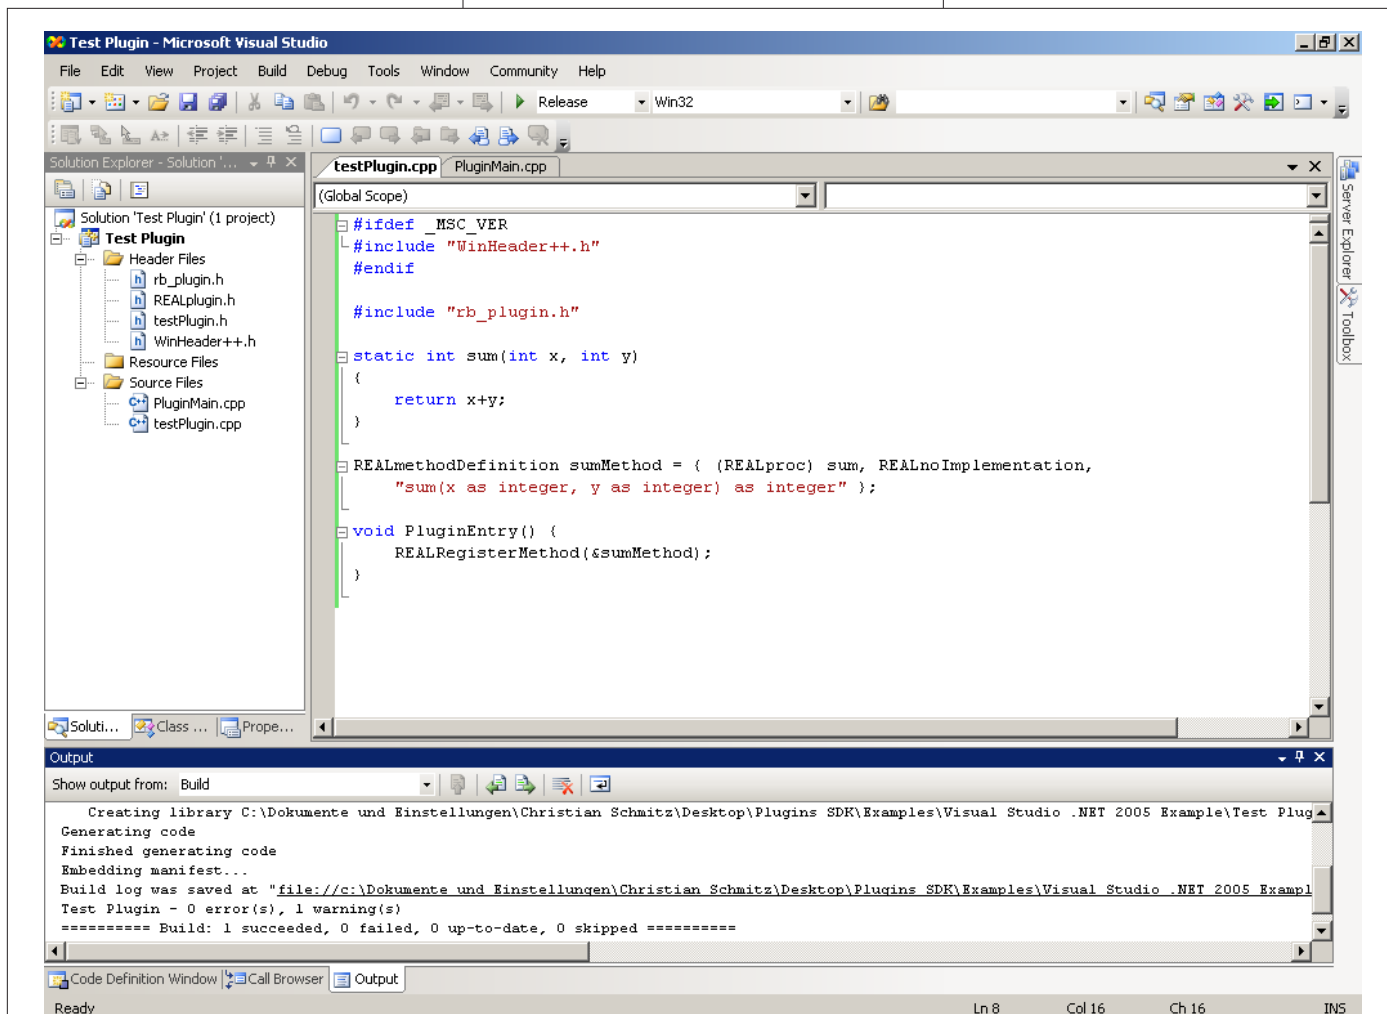 Test Plugin - Microsoft Visual Studio
File Edit View Project Build Debug Tools Window Community Help
Release Win32
Solution Explorer - Solution '...
testPlugin.cpp PluginMain.cpp
(Global Scope)
Solution 'Test Plugin' (1 project)
Test Plugin
Header Files
rb_plugin.h
REALplugin.h
testPlugin.h
WinHeader++.h
Resource Files
Source Files
PluginMain.cpp
testPlugin.cpp
#ifdef _MSC_VER
#include "WinHeader++.h"
#endif
#include "rb_plugin.h"
static int sum(int x, int y)
{
return x+y;
}
REALmethodDefinition sumMethod = { (REALproc) sum, REALnoImplementation,
"sum(x as integer, y as integer) as integer" };
void PluginEntry() {
REALRegisterMethod(&sumMethod);
}
Server Explorer
Toolbox
Soluti... Class ... Prope...
Output
Show output from: Build
Creating library C:\Dokumente und Einstellungen\Christian Schmitz\Desktop\Plugins SDK\Examples\Visual Studio .NET 2005 Example\Test Plug
Generating code
Finished generating code
Embedding manifest...
Build log was saved at "file://c:\Dokumente und Einstellungen\Christian Schmitz\Desktop\Plugins SDK\Examples\Visual Studio .NET 2005 Exampl
Test Plugin - 0 error(s), 1 warning(s)
========== Build: 1 succeeded, 0 failed, 0 up-to-date, 0 skipped ==========
Code Definition Window Call Browser Output
Ready Ln 8 Col 16 Ch 16 INS